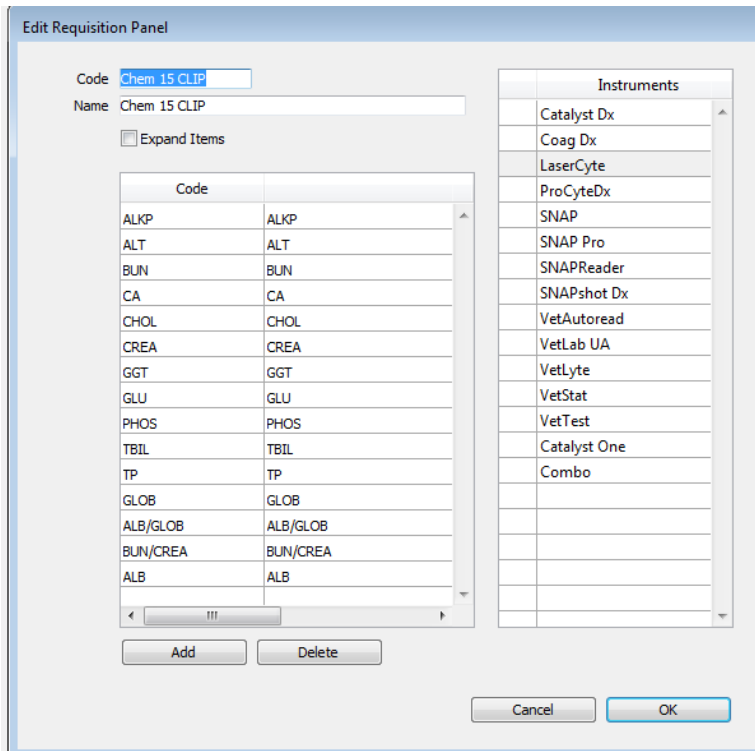 Edit Requisition Panel
Code Chem 15 CLIP
Name Chem 15 CLIP
Expand Items
Code
ALKP ALKP
ALT ALT
BUN BUN
CA CA
CHOL CHOL
CREA CREA
GGT GGT
GLU GLU
PHOS PHOS
TBIL TBIL
TP TP
GLOB GLOB
ALB/GLOB ALB/GLOB
BUN/CREA BUN/CREA
ALB ALB
Add Delete
Instruments
Catalyst Dx
Coag Dx
LaserCyte
ProCyteDx
SNAP
SNAP Pro
SNAPReader
SNAPshot Dx
VetAutoread
VetLab UA
VetLyte
VetStat
VetTest
Catalyst One
Combo
Cancel OK